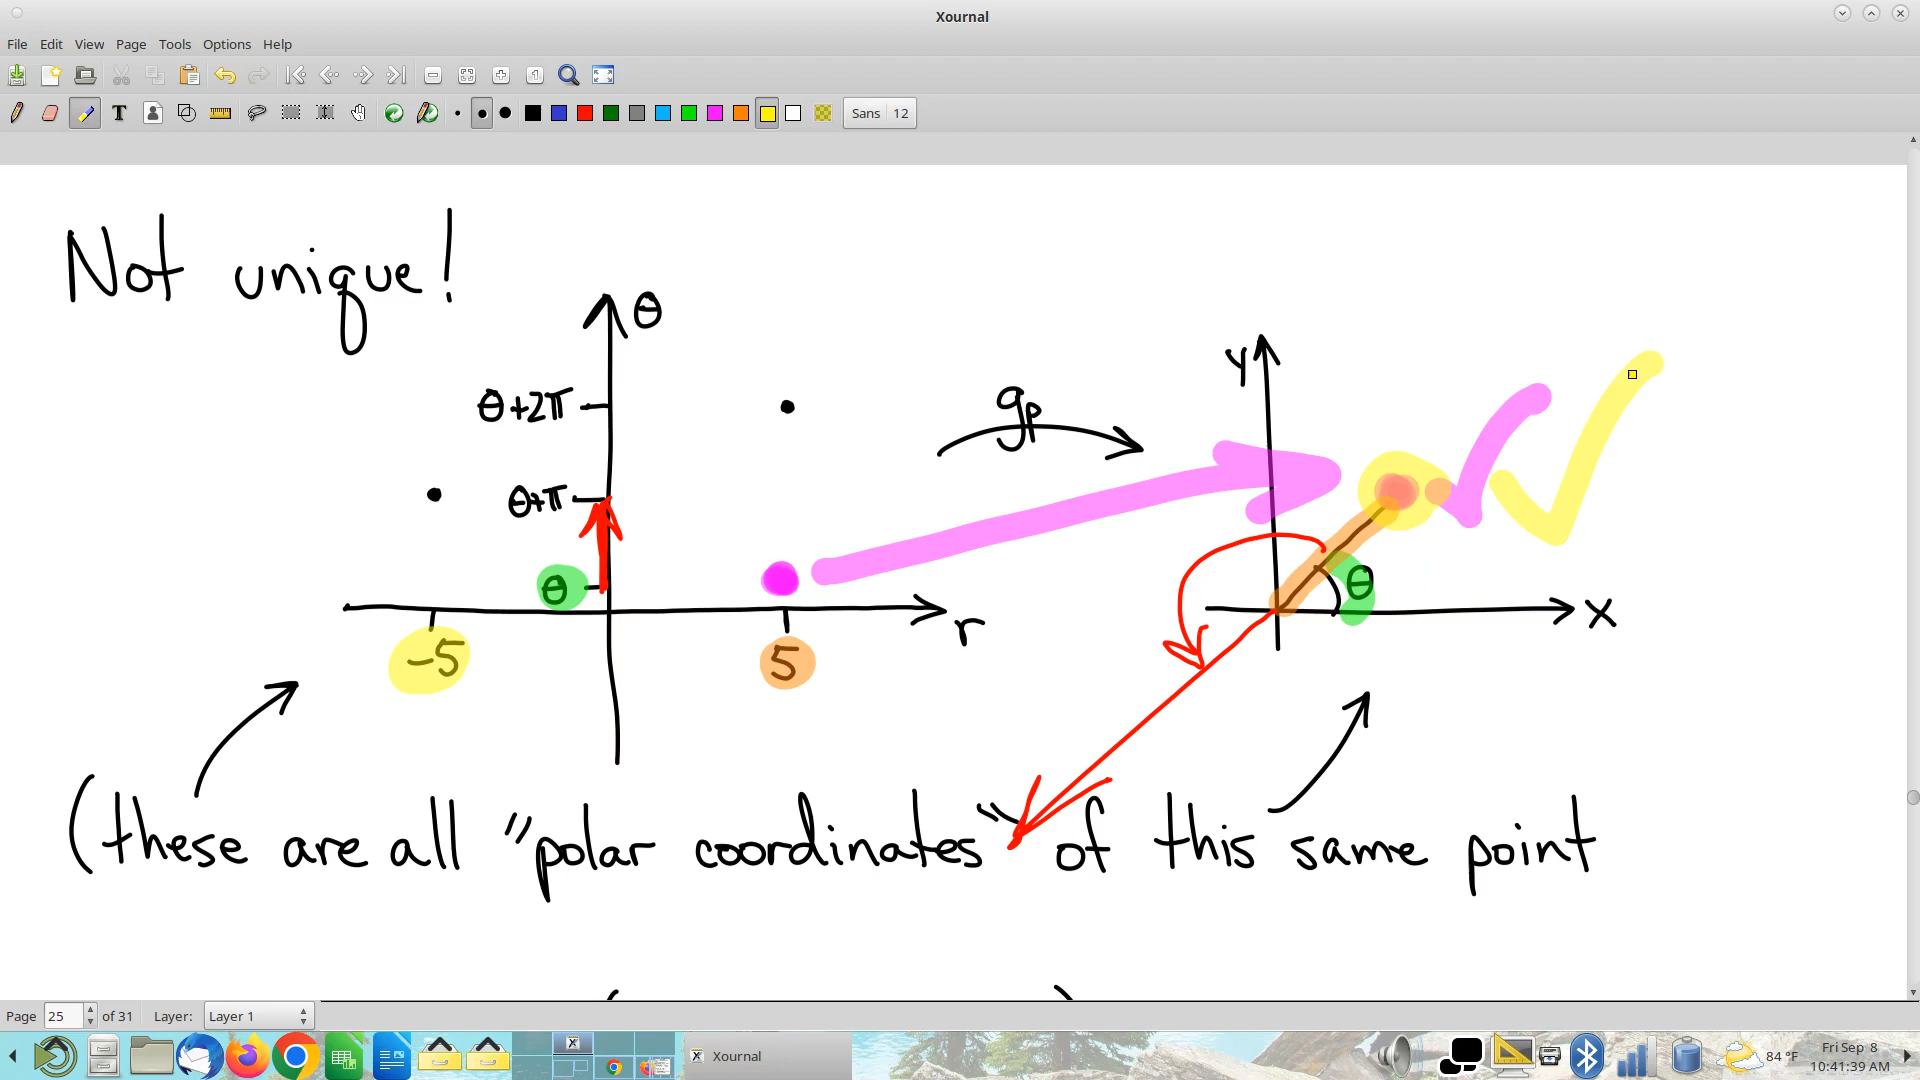 Xournal
File Edit View Page Tools Options Help
Sans 12
Not unique!
θ
y
θ+2π
gp
θ+π
θ
θ
x
r
-5
5
(these are all "polar coordinates" of this same point
Page 25 of 31 Layer: Layer 1
Xournal
84 °F
Fri Sep 8
10:41:39 AM